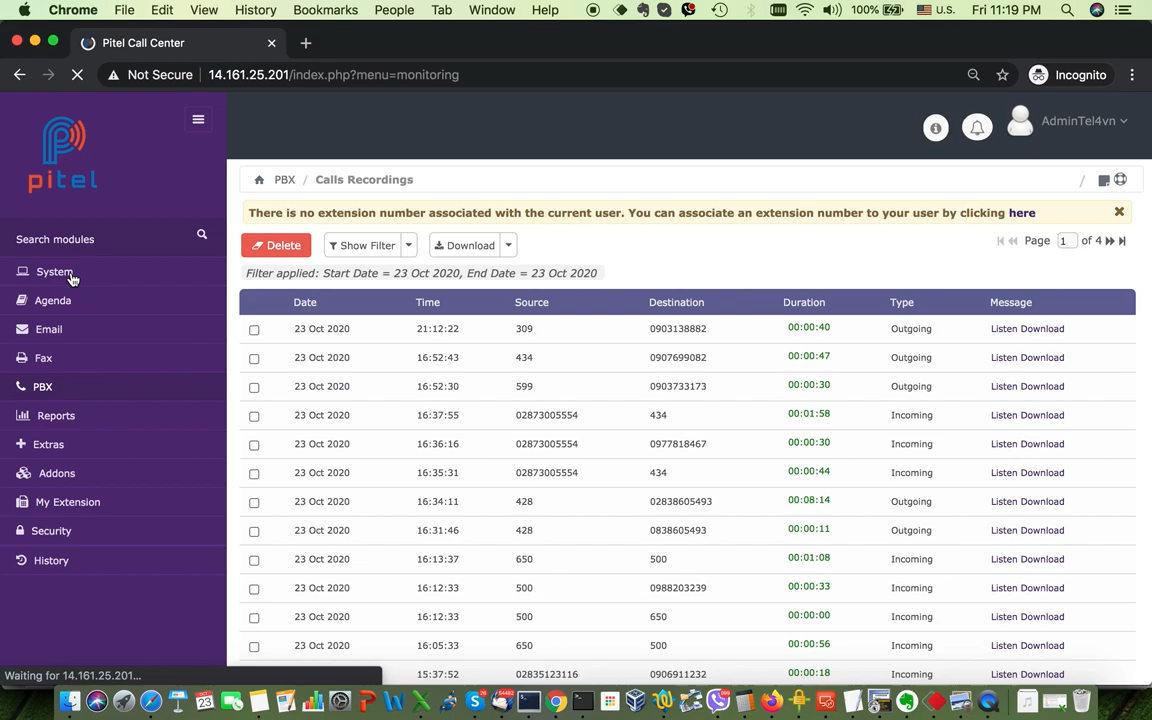 Chrome File Edit View History Bookmarks People Tab Window Help 100% U.S. Fri 11:19 PM
Pitel Call Center
Not Secure 14.161.25.201/index.php?menu=monitoring Incognito
pitel
AdminTel4vn
Search modules
System
Agenda
Email
Fax
PBX
Reports
Extras
Addons
My Extension
Security
History
PBX / Calls Recordings /
There is no extension number associated with the current user. You can associate an extension number to your user by clicking here
Delete Show Filter Download Page 1 of 4
Filter applied: Start Date = 23 Oct 2020, End Date = 23 Oct 2020
Date Time Source Destination Duration Type Message
23 Oct 2020 21:12:22 309 0903138882 00:00:40 Outgoing Listen Download
23 Oct 2020 16:52:43 434 0907699082 00:00:47 Outgoing Listen Download
23 Oct 2020 16:52:30 599 0903733173 00:00:30 Outgoing Listen Download
23 Oct 2020 16:37:55 02873005554 434 00:01:58 Incoming Listen Download
23 Oct 2020 16:36:16 02873005554 0977818467 00:00:30 Incoming Listen Download
23 Oct 2020 16:35:31 02873005554 434 00:00:44 Incoming Listen Download
23 Oct 2020 16:34:11 428 02838605493 00:08:14 Outgoing Listen Download
23 Oct 2020 16:31:46 428 0838605493 00:00:11 Outgoing Listen Download
23 Oct 2020 16:13:37 650 500 00:01:08 Incoming Listen Download
23 Oct 2020 16:12:33 500 0988203239 00:00:33 Incoming Listen Download
23 Oct 2020 16:12:33 500 650 00:00:00 Incoming Listen Download
23 Oct 2020 16:05:33 650 500 00:00:56 Incoming Listen Download
15:37:52 02835123116 0906911232 00:00:18 Incoming Listen Download
Waiting for 14.161.25.201...